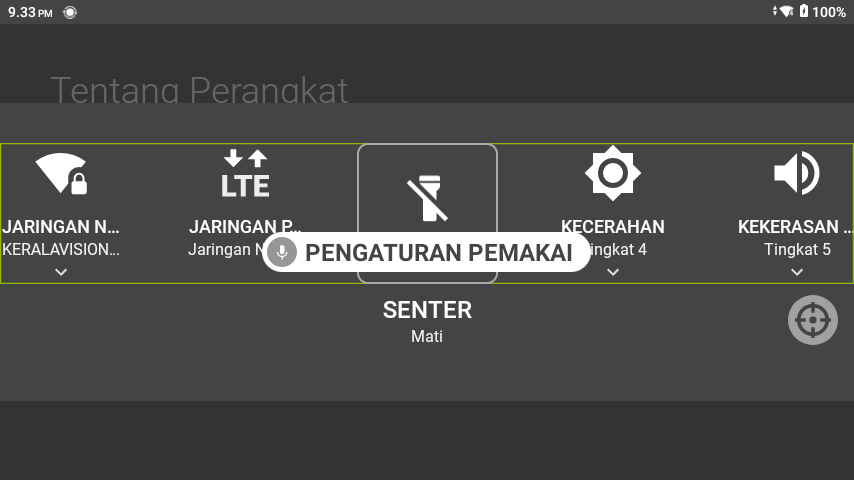 9.33 PM
100%
Tentang Perangkat
LTE
JARINGAN N...
JARINGAN P...
KECERAHAN
KEKERASAN ...
KERALAVISION...
Jaringan N
ingkat 4
Tingkat 5
PENGATURAN PEMAKAI
SENTER
Mati